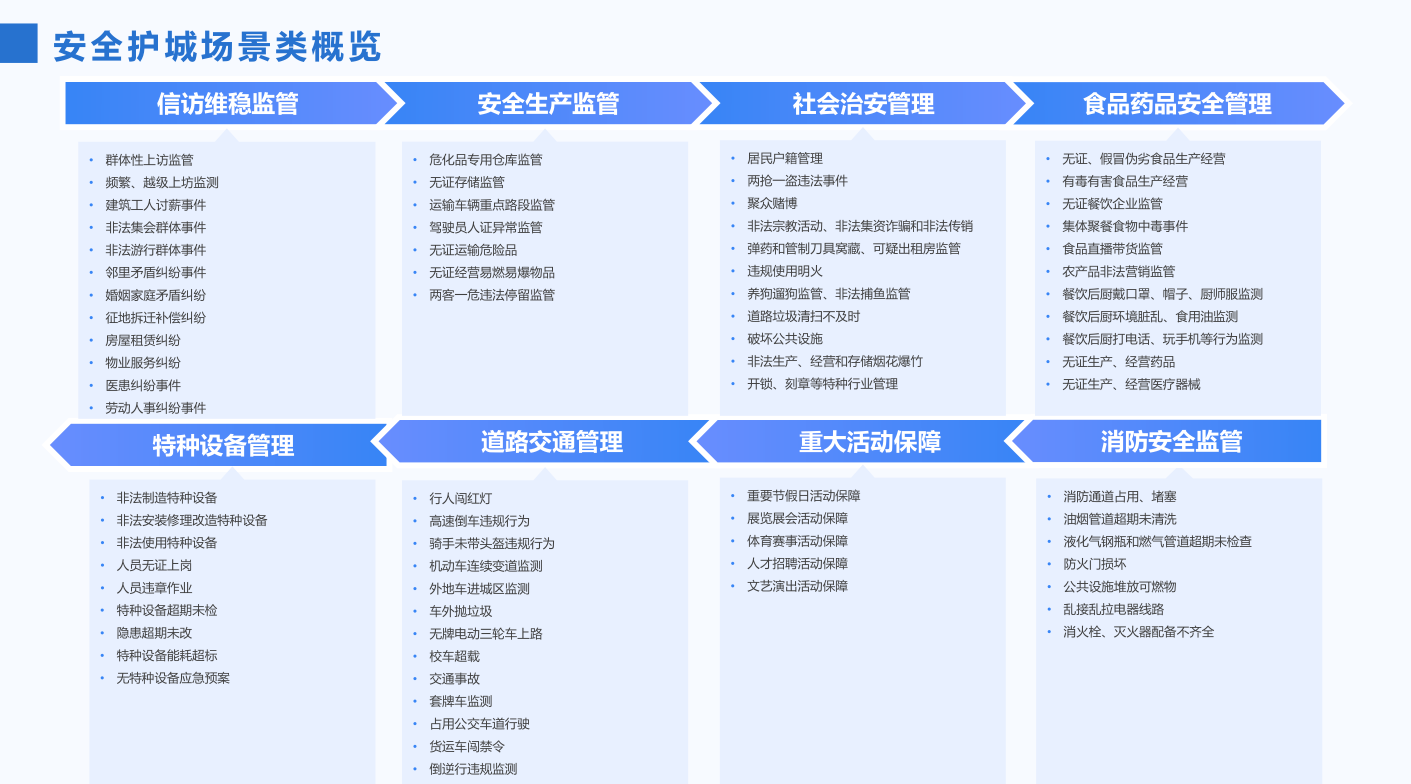 安全护城场景类概览
信访维稳监管
• 群体性上访监管
• 频繁、越级上坊监测
• 建筑工人讨薪事件
• 非法集会群体事件
• 非法游行群体事件
• 邻里矛盾纠纷事件
• 婚姻家庭矛盾纠纷
• 征地拆迁补偿纠纷
• 房屋租赁纠纷
• 物业服务纠纷
• 医患纠纷事件
• 劳动人事纠纷事件
安全生产监管
• 危化品专用仓库监管
• 无证存储监管
• 运输车辆重点路段监管
• 驾驶员人证异常监管
• 无证运输危险品
• 无证经营易燃易爆物品
• 两客一危违法停留监管
社会治安管理
• 居民户籍管理
• 两抢一盗违法事件
• 聚众赌博
• 非法宗教活动、非法集资诈骗和非法传销
• 弹药和管制刀具窝藏、可疑出租房监管
• 违规使用明火
• 养狗遛狗监管、非法捕鱼监管
• 道路垃圾清扫不及时
• 破坏公共设施
• 非法生产、经营和存储烟花爆竹
• 开锁、刻章等特种行业管理
食品药品安全管理
• 无证、假冒伪劣食品生产经营
• 有毒有害食品生产经营
• 无证餐饮企业监管
• 集体聚餐食物中毒事件
• 食品直播带货监管
• 农产品非法营销监管
• 餐饮后厨戴口罩、帽子、厨师服监测
• 餐饮后厨环境脏乱、食用油监测
• 餐饮后厨打电话、玩手机等行为监测
• 无证生产、经营药品
• 无证生产、经营医疗器械
特种设备管理
• 非法制造特种设备
• 非法安装修理改造特种设备
• 非法使用特种设备
• 人员无证上岗
• 人员违章作业
• 特种设备超期未检
• 隐患超期未改
• 特种设备能耗超标
• 无特种设备应急预案
道路交通管理
• 行人闯红灯
• 高速倒车违规行为
• 骑手未带头盔违规行为
• 机动车连续变道监测
• 外地车进城区监测
• 车外抛垃圾
• 无牌电动三轮车上路
• 校车超载
• 交通事故
• 套牌车监测
• 占用公交车道行驶
• 货运车闯禁令
• 倒逆行违规监测
重大活动保障
• 重要节假日活动保障
• 展览展会活动保障
• 体育赛事活动保障
• 人才招聘活动保障
• 文艺演出活动保障
消防安全监管
• 消防通道占用、堵塞
• 油烟管道超期未清洗
• 液化气钢瓶和燃气管道超期未检查
• 防火门损坏
• 公共设施堆放可燃物
• 乱接乱拉电器线路
• 消火栓、灭火器配备不齐全